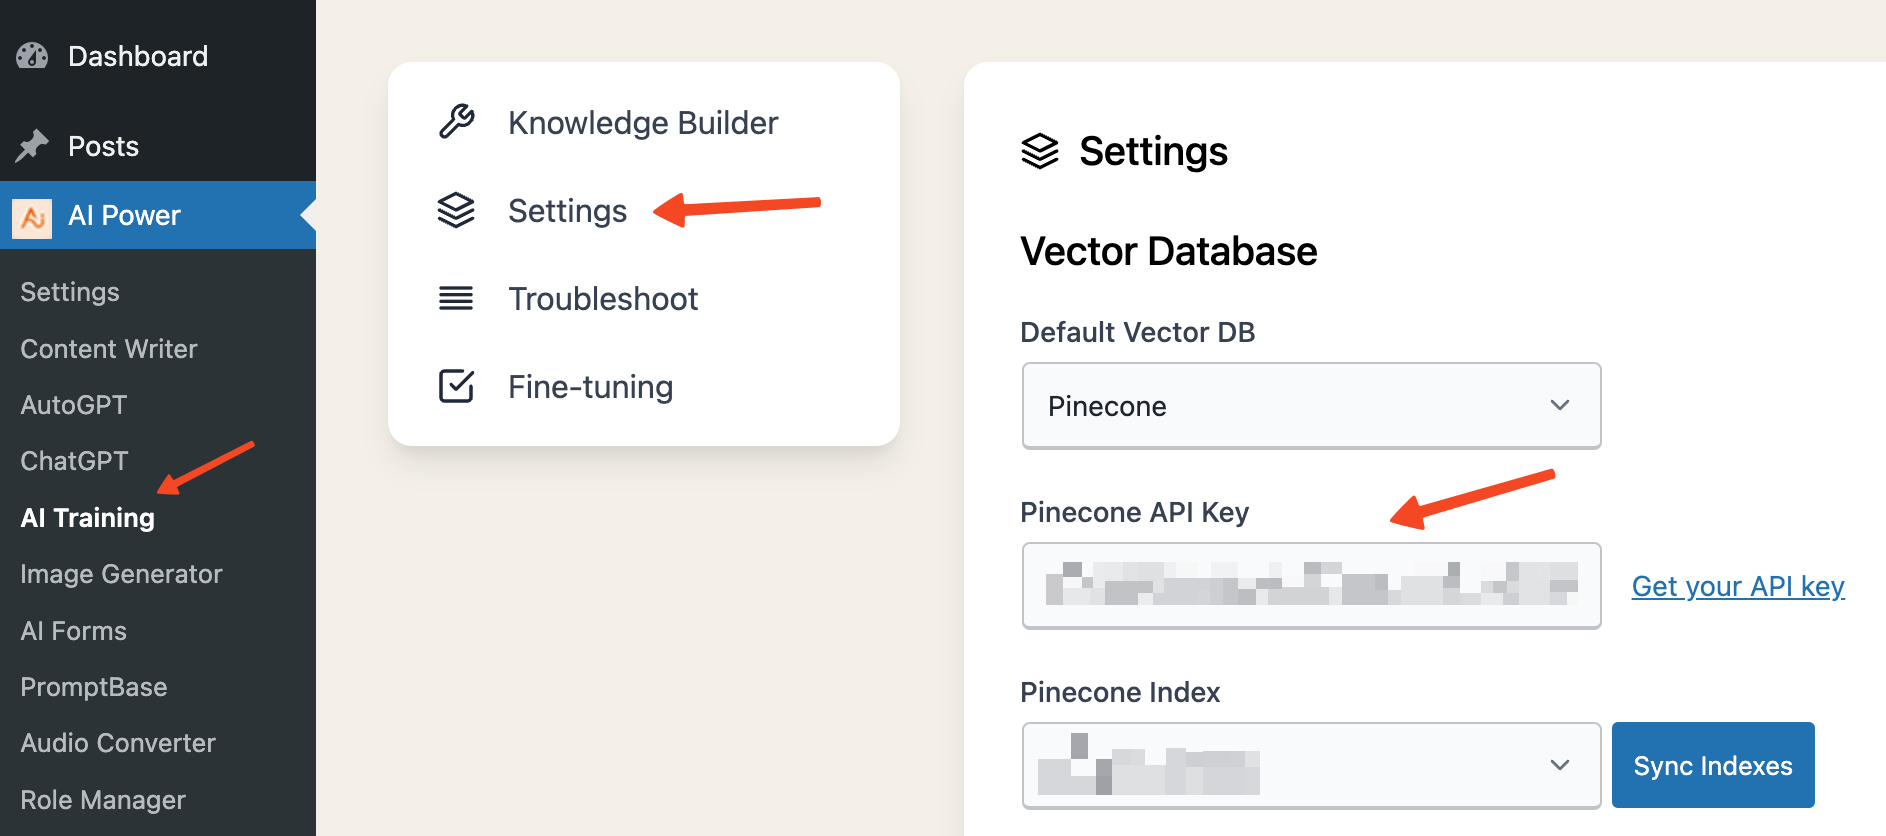 Dashboard
Posts
AI Power
Settings
Content Writer
AutoGPT
ChatGPT
AI Training
Image Generator
AI Forms
PromptBase
Audio Converter
Role Manager
Knowledge Builder
Settings
Troubleshoot
Fine-tuning
Settings
Vector Database
Default Vector DB
Pinecone
Pinecone API Key
Get your API key
Pinecone Index
Sync Indexes